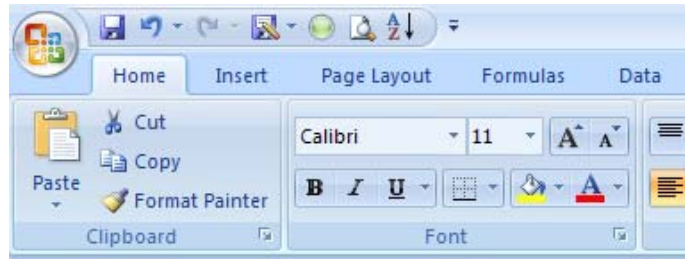 A Z
Home Insert Page Layout Formulas Data
Cut
Calibri 11 A A
Copy
Paste
Format Painter
B I U A
Clipboard Font